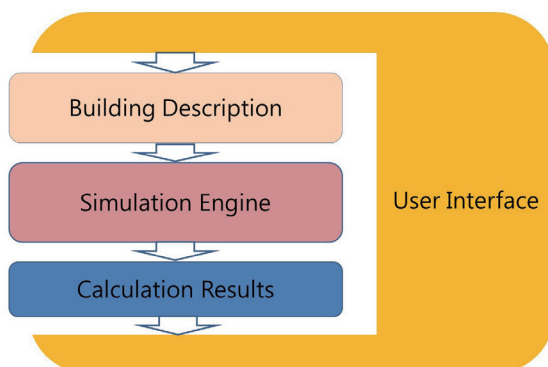 Building Description
Simulation Engine
User Interface
Calculation Results